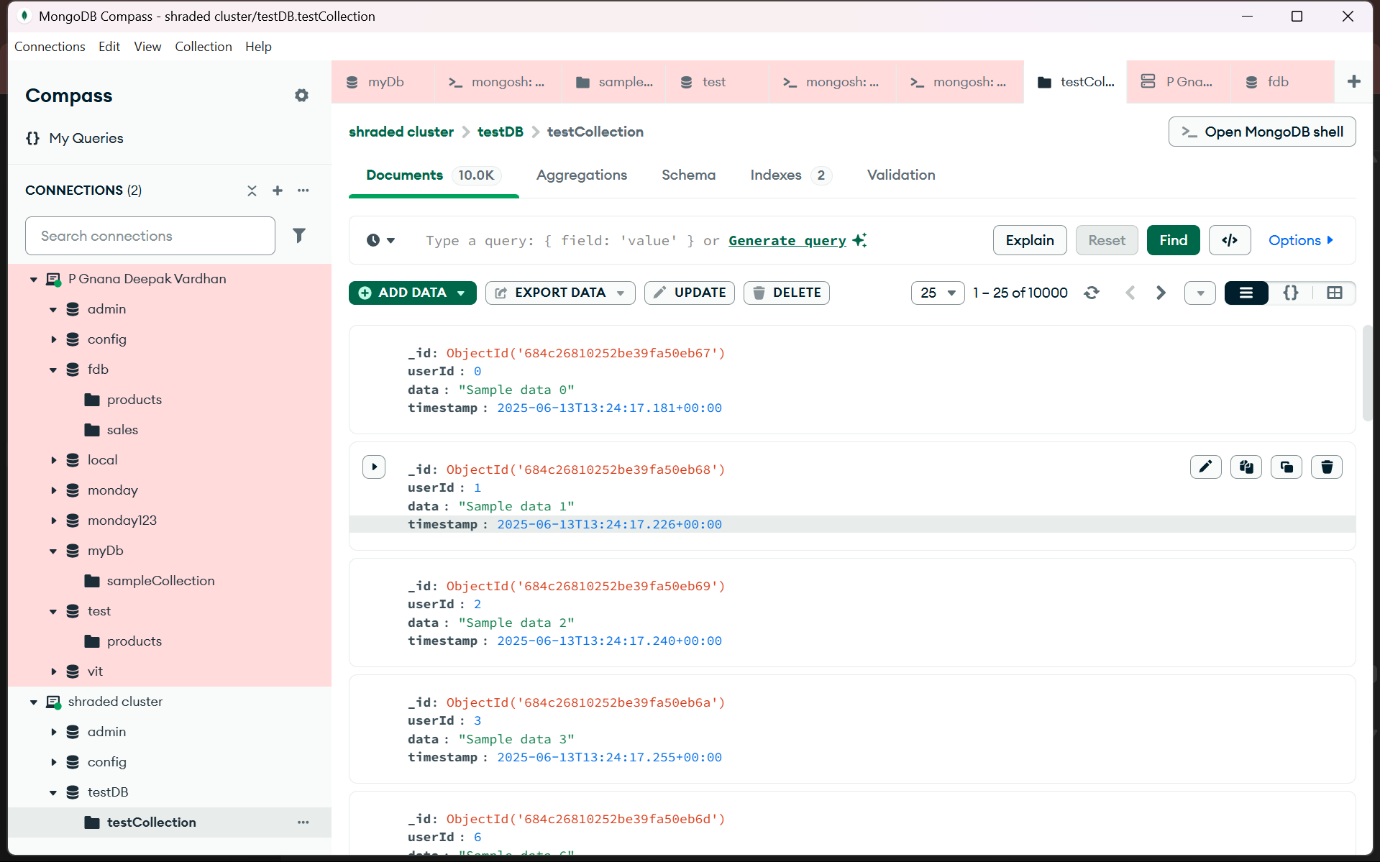 MongoDB Compass - shraded cluster/testDB.testCollection
Connections Edit View Collection Help
Compass
My Queries
CONNECTIONS (2)
Search connections
P Gnana Deepak Vardhan
admin
config
fdb
products
sales
local
monday
monday123
myDb
sampleCollection
test
products
vit
shraded cluster
admin
config
testDB
testCollection
myDb >_ mongosh: ... sample... test >_ mongosh: ... >_ mongosh: ... testCol... P Gna... fdb +
shraded cluster > testDB > testCollection
>_ Open MongoDB shell
Documents 10.0K Aggregations Schema Indexes 2 Validation
Type a query: { field: 'value' } or Generate query
Explain Reset Find </> Options
ADD DATA EXPORT DATA UPDATE DELETE
25 1 – 25 of 10000 {}
_id: ObjectId('684c26810252be39fa50eb67')
userId : 0
data : "Sample data 0"
timestamp : 2025-06-13T13:24:17.181+00:00
_id: ObjectId('684c26810252be39fa50eb68')
userId : 1
data : "Sample data 1"
timestamp : 2025-06-13T13:24:17.226+00:00
_id: ObjectId('684c26810252be39fa50eb69')
userId : 2
data : "Sample data 2"
timestamp : 2025-06-13T13:24:17.240+00:00
_id: ObjectId('684c26810252be39fa50eb6a')
userId : 3
data : "Sample data 3"
timestamp : 2025-06-13T13:24:17.255+00:00
_id: ObjectId('684c26810252be39fa50eb6d')
userId : 6
data : "Sample data 6"